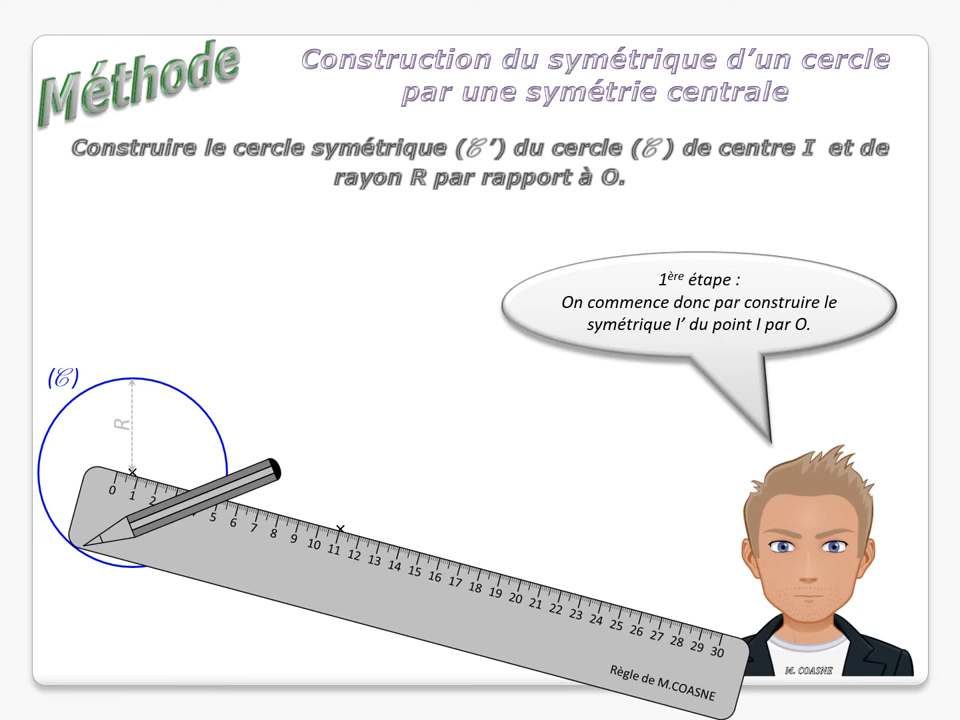 Méthode
Construction du symétrique d’un cercle
par une symétrie centrale
Construire le cercle symétrique (𝒞’) du cercle (𝒞) de centre I et de
rayon R par rapport à O.
1ère étape :
On commence donc par construire le
symétrique I’ du point I par O.
(𝒞)
R
0 1 2 5 6 7 8 9 10 11 12 13 14 15 16 17 18 19 20 21 22 23 24 25 26 27 28 29 30
Règle de M.COASNE
M. COASNE